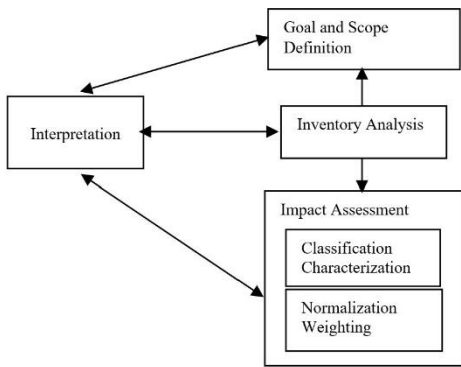 Goal and Scope
Definition
Interpretation
Inventory Analysis
Impact Assessment
Classification
Characterization
Normalization
Weighting